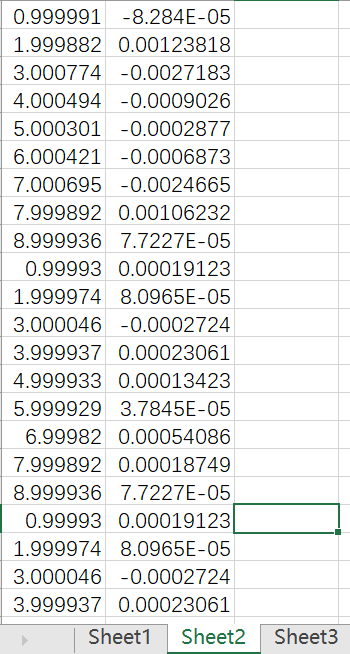 0.999991 -8.284E-05
1.999882 0.00123818
3.000774 -0.0027183
4.000494 -0.0009026
5.000301 -0.0002877
6.000421 -0.0006873
7.000695 -0.0024665
7.999892 0.00106232
8.999936 7.7227E-05
0.99993 0.00019123
1.999974 8.0965E-05
3.000046 -0.0002724
3.999937 0.00023061
4.999933 0.00013423
5.999929 3.7845E-05
6.99982 0.00054086
7.999892 0.00018749
8.999936 7.7227E-05
0.99993 0.00019123
1.999974 8.0965E-05
3.000046 -0.0002724
3.999937 0.00023061
Sheet1 Sheet2 Sheet3